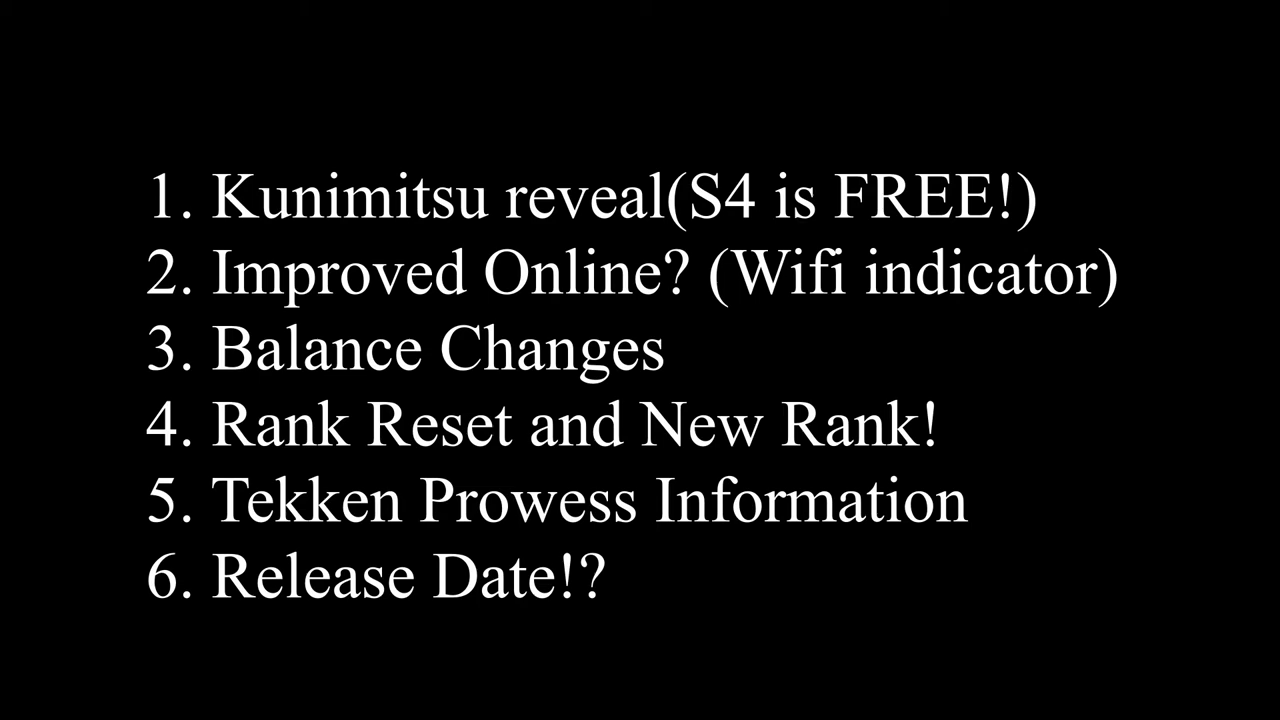 1. Kunimitsu reveal(S4 is FREE!)
2. Improved Online? (Wifi indicator)
3. Balance Changes
4. Rank Reset and New Rank!
5. Tekken Prowess Information
6. Release Date!?